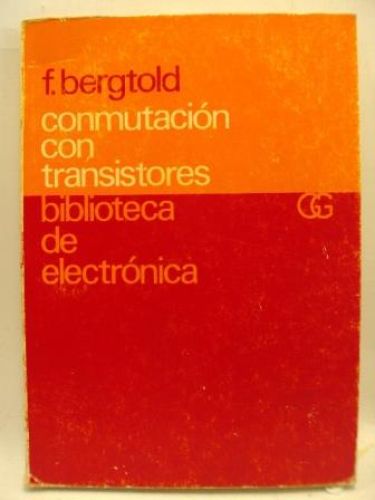 f. bergtold
conmutación
con
transistores
biblioteca
de
electrónica
GG